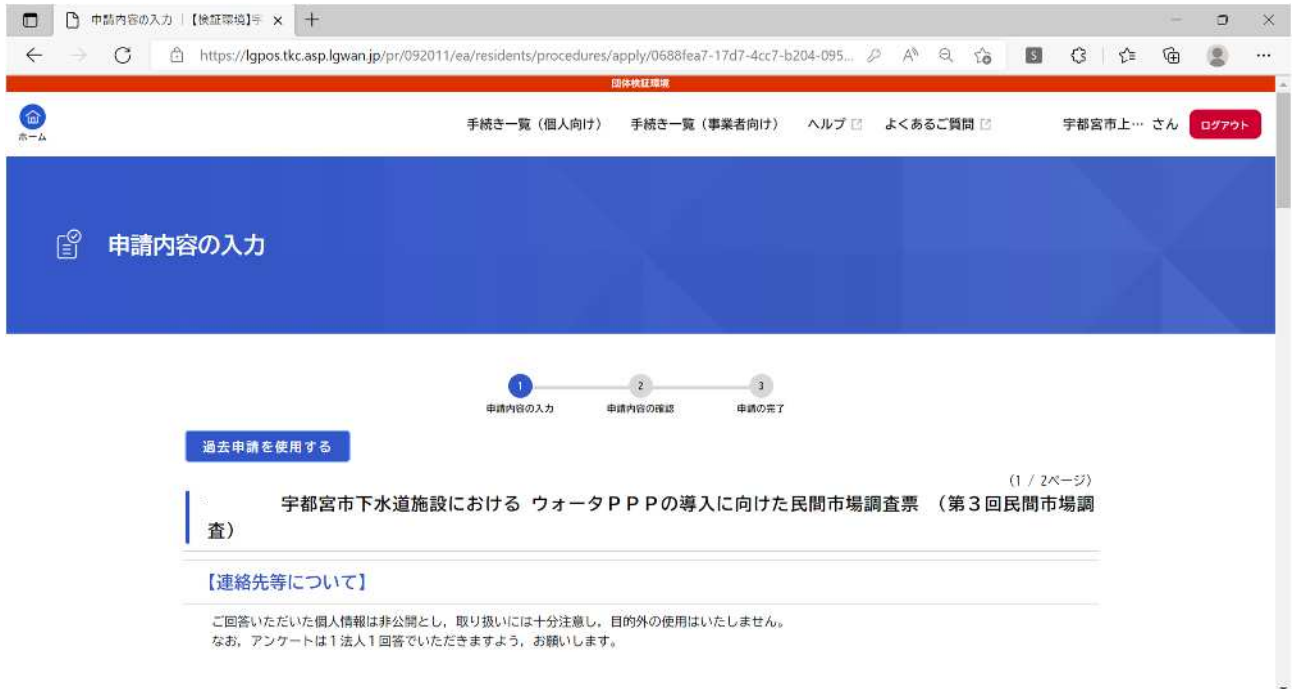 申請内容の入力 | 【検証環境】宇
https://lgpos.tkc.asp.lgwan.jp/pr/092011/ea/residents/procedures/apply/0688fea7-17d7-4cc7-b204-095...
団体検証環境
ホーム
手続き一覧（個人向け） 手続き一覧（事業者向け） ヘルプ よくあるご質問 宇都宮市上… さん ログアウト
申請内容の入力
1 2 3
申請内容の入力 申請内容の確認 申請の完了
過去申請を使用する
（1 / 2ページ）
宇都宮市下水道施設における ウォータＰＰＰの導入に向けた民間市場調査票 （第３回民間市場調
査）
【連絡先等について】
ご回答いただいた個人情報は非公開とし，取り扱いには十分注意し，目的外の使用はいたしません。
なお，アンケートは１法人１回答でいただきますよう，お願いします。